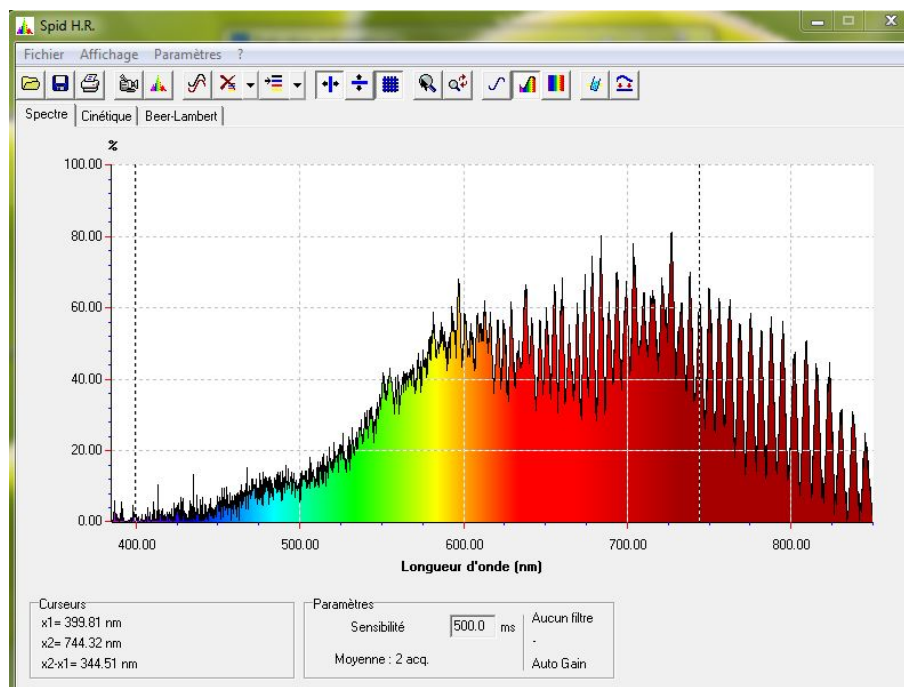 Spid H.R.
Fichier Affichage Paramètres ?
Spectre Cinétique Beer-Lambert
%
100.00
80.00
60.00
40.00
20.00
0.00
400.00 500.00 600.00 700.00 800.00
Longueur d'onde (nm)
Curseurs
x1= 399.81 nm
x2= 744.32 nm
x2-x1= 344.51 nm
Paramètres
Sensibilité 500.0 ms
Moyenne : 2 acq.
Aucun filtre
-
Auto Gain